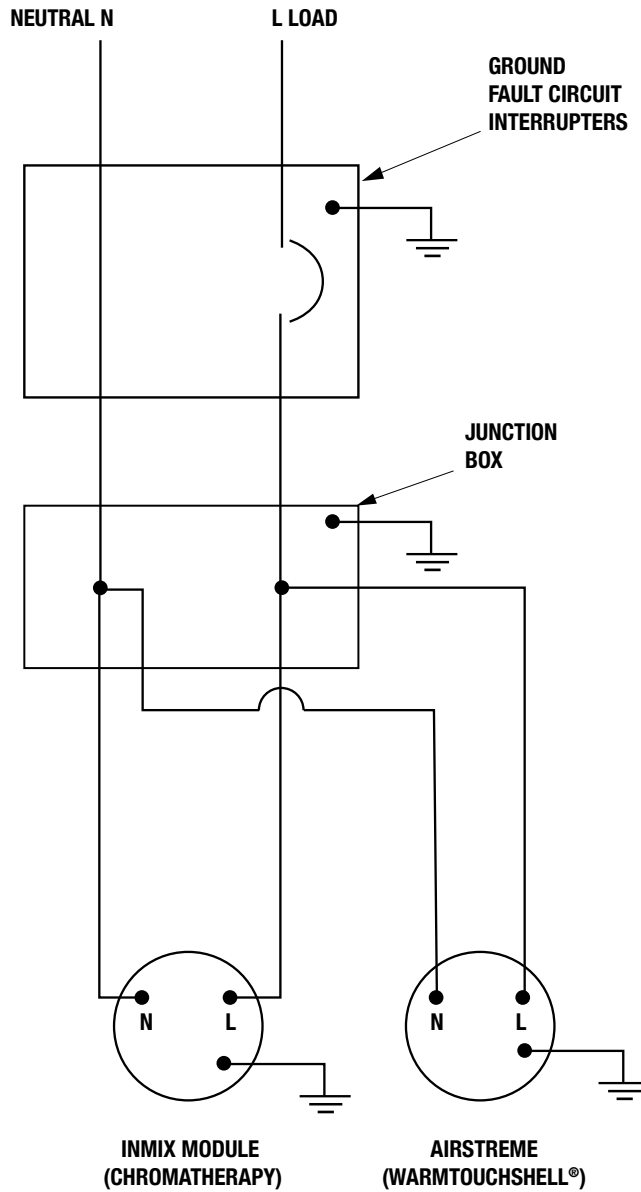 NEUTRAL N
L LOAD
GROUND
FAULT CIRCUIT
INTERRUPTERS
JUNCTION
BOX
N
L
N
L
INMIX MODULE
(CHROMATHERAPY)
AIRSTREME
(WARMTOUCHSHELL®)